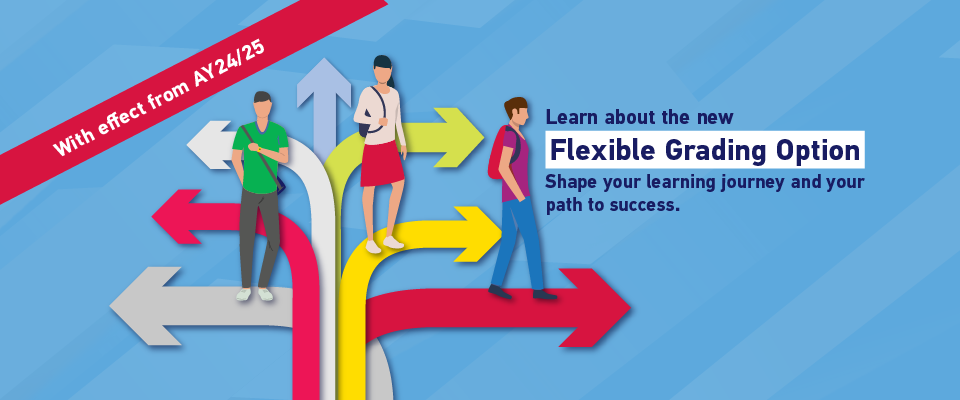 With effect from AY24/25
Learn about the new
Flexible Grading Option
Shape your learning journey and your
path to success.